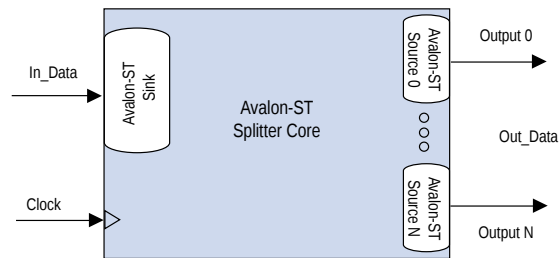 Avalon-ST
Source 0
Output 0
In_Data
Avalon-ST
Sink
Avalon-ST
Splitter Core
Out_Data
Clock
Avalon-ST
Source N
Output N